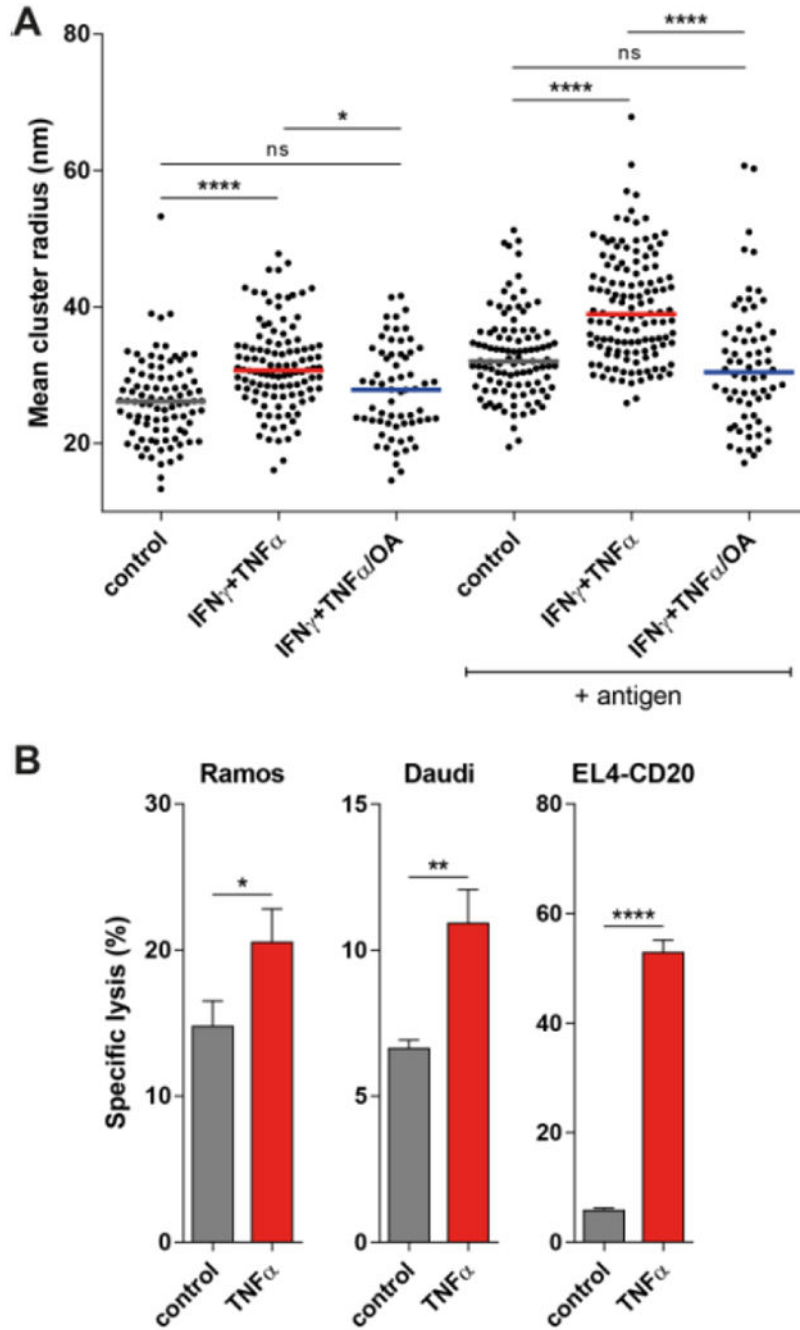 A
Mean cluster radius (nm)
80
60
40
20
****
ns
*
****
ns
****
control
IFNγ+TNFα
IFNγ+TNFα/OA
control
IFNγ+TNFα
IFNγ+TNFα/OA
+ antigen
B
Specific lysis (%)
Ramos
30
20
10
0
*
control
TNFα
Daudi
15
10
5
0
**
control
TNFα
EL4-CD20
80
60
40
20
0
****
control
TNFα